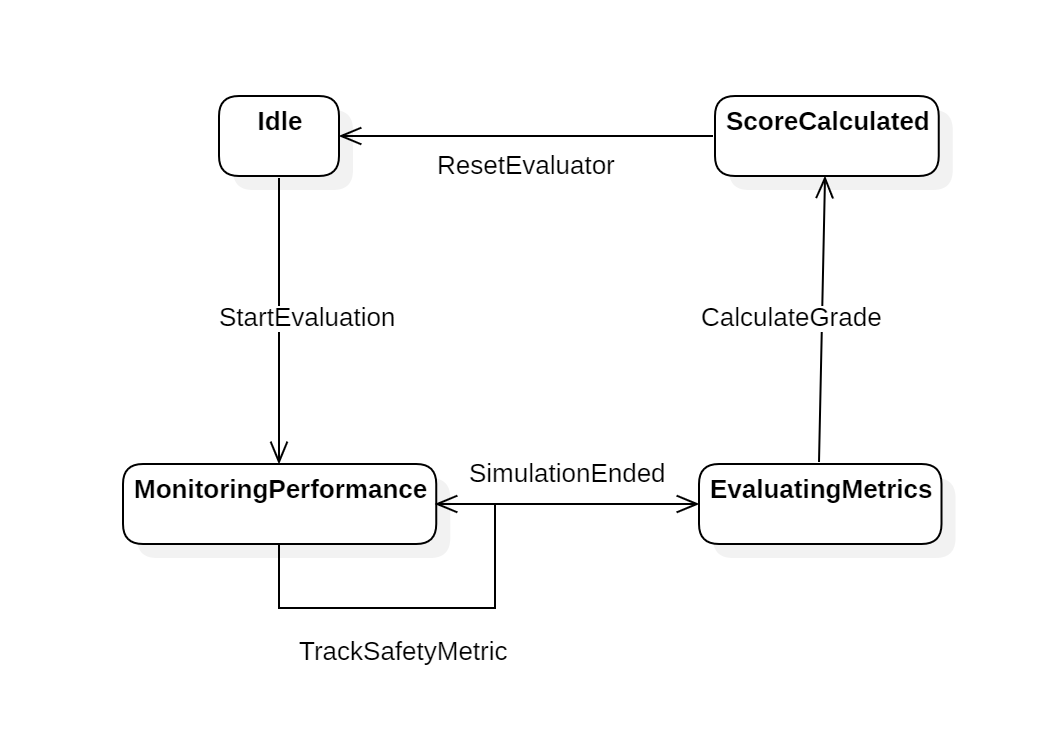 Idle
ScoreCalculated
ResetEvaluator
StartEvaluation
CalculateGrade
SimulationEnded
MonitoringPerformance
EvaluatingMetrics
TrackSafetyMetric